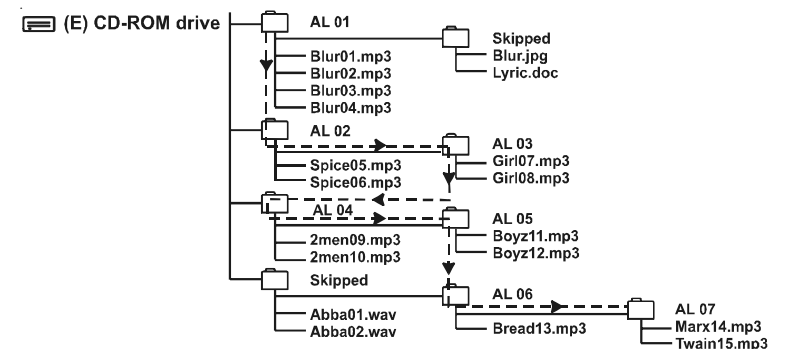 (E) CD-ROM drive
AL 01
Blur01.mp3
Blur02.mp3
Blur03.mp3
Blur04.mp3
Skipped
Blur.jpg
Lyric.doc
AL 02
Spice05.mp3
Spice06.mp3
AL 03
Girl07.mp3
Girl08.mp3
AL 04
2men09.mp3
2men10.mp3
AL 05
Boyz11.mp3
Boyz12.mp3
Skipped
Abba01.wav
Abba02.wav
AL 06
Bread13.mp3
AL 07
Marx14.mp3
Twain15.mp3